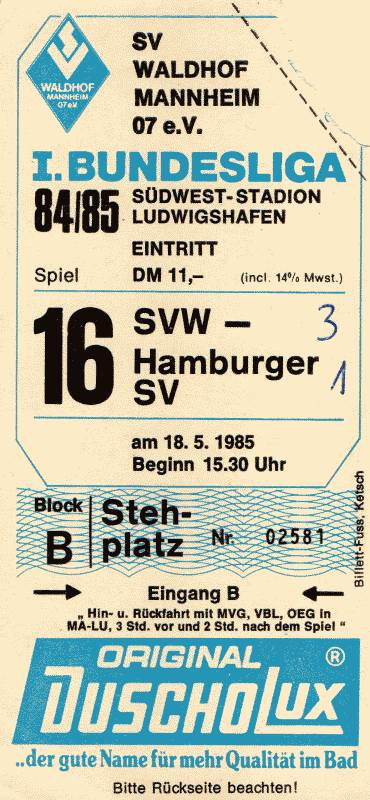 WALDHOF
MANNHEIM
07 e.V.
SV
WALDHOF
MANNHEIM
07 e.V.
I. BUNDESLIGA
84/85 SÜDWEST-STADION
LUDWIGSHAFEN
EINTRITT
Spiel DM 11,– (incl. 14% Mwst.)
16 SVW – 3
Hamburger 1
SV
am 18. 5. 1985
Beginn 15.30 Uhr
Block B
Steh-
platz Nr. 02581
Billett-Fuss, Ketsch
Eingang B
„ Hin- u. Rückfahrt mit MVG, VBL, OEG in
MA-LU, 3 Std. vor und 2 Std. nach dem Spiel “
ORIGINAL ®
DUSCHOLUX
..der gute Name für mehr Qualität im Bad
Bitte Rückseite beachten!